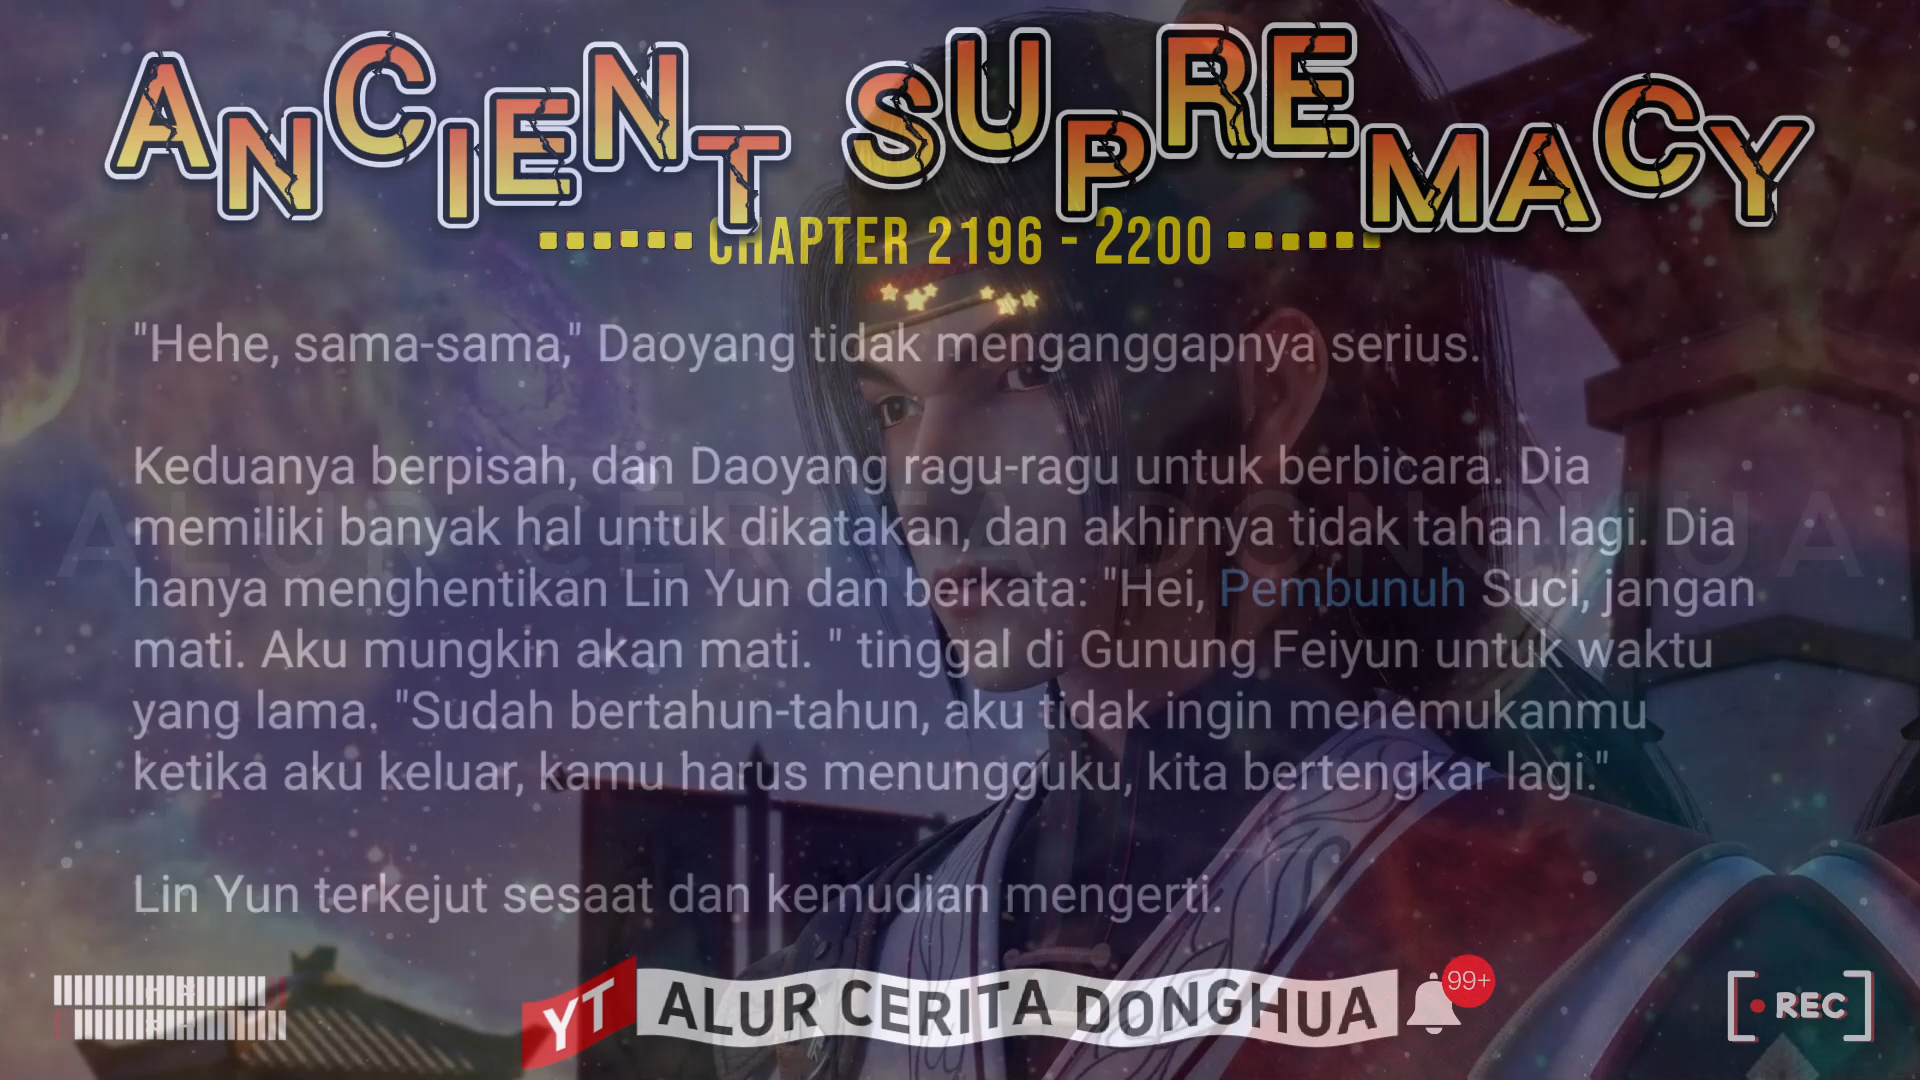 ANCIENT SUPREMACY
CHAPTER 2196 - 2200
"Hehe, sama-sama," Daoyang tidak menganggapnya serius.
Keduanya berpisah, dan Daoyang ragu-ragu untuk berbicara. Dia
memiliki banyak hal untuk dikatakan, dan akhirnya tidak tahan lagi. Dia
hanya menghentikan Lin Yun dan berkata: "Hei, Pembunuh Suci, jangan
mati. Aku mungkin akan mati. " tinggal di Gunung Feiyun untuk waktu
yang lama. "Sudah bertahun-tahun, aku tidak ingin menemukanmu
ketika aku keluar, kamu harus menungguku, kita bertengkar lagi."
Lin Yun terkejut sesaat dan kemudian mengerti.
ALUR CERITA DONGHUA
YT ALUR CERITA DONGHUA 99+
REC